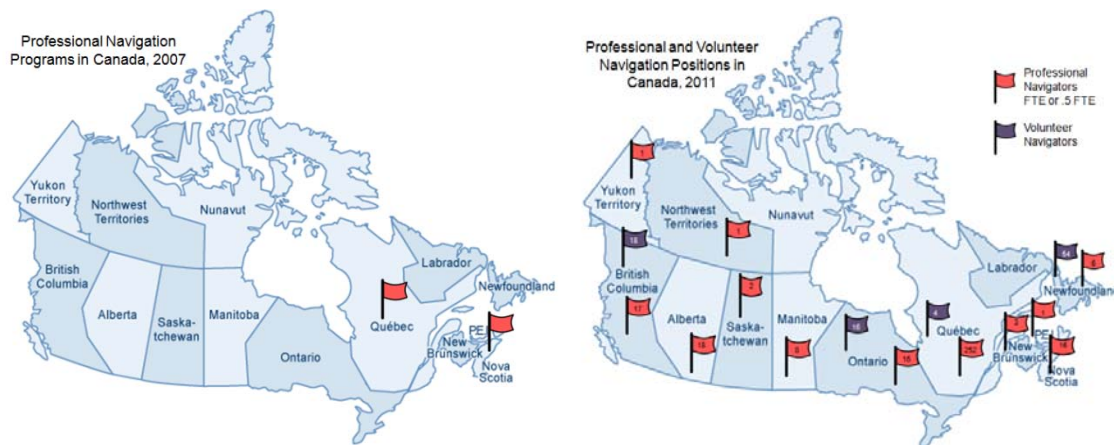 Professional Navigation
Programs in Canada, 2007
Yukon
Territory
Northwest
Territories
Nunavut
British
Columbia
Alberta
Saska-
tchewan
Manitoba
Ontario
Québec
Labrador
Newfoundland
PE
New
Brunswick
Nova
Scotia
Professional and Volunteer
Navigation Positions in
Canada, 2011
Professional
Navigators
FTE or .5 FTE
Volunteer
Navigators
1
Yukon
Territory
Northwest
Territories
Nunavut
1
British
Columbia
17
Alberta
Saska-
tchewan
2
Manitoba
Ontario
4
Québec
252
Labrador
Newfoundland
1
PE
New
Brunswick
Nova
Scotia